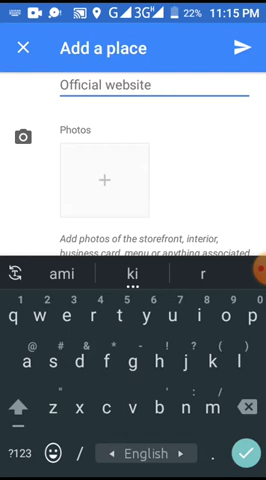 G 3G H 22% 11:15 PM
Add a place
Official website
Photos
Add photos of the storefront, interior,
business card, menu or anything associated
ami ki r
1 2 3 4 5 6 7 8 9 0
q w e r t y u i o p
@ # & * - ! ? ( )
a s d f g h j k l
" ' : /
z x c v b n m
?123 / English .